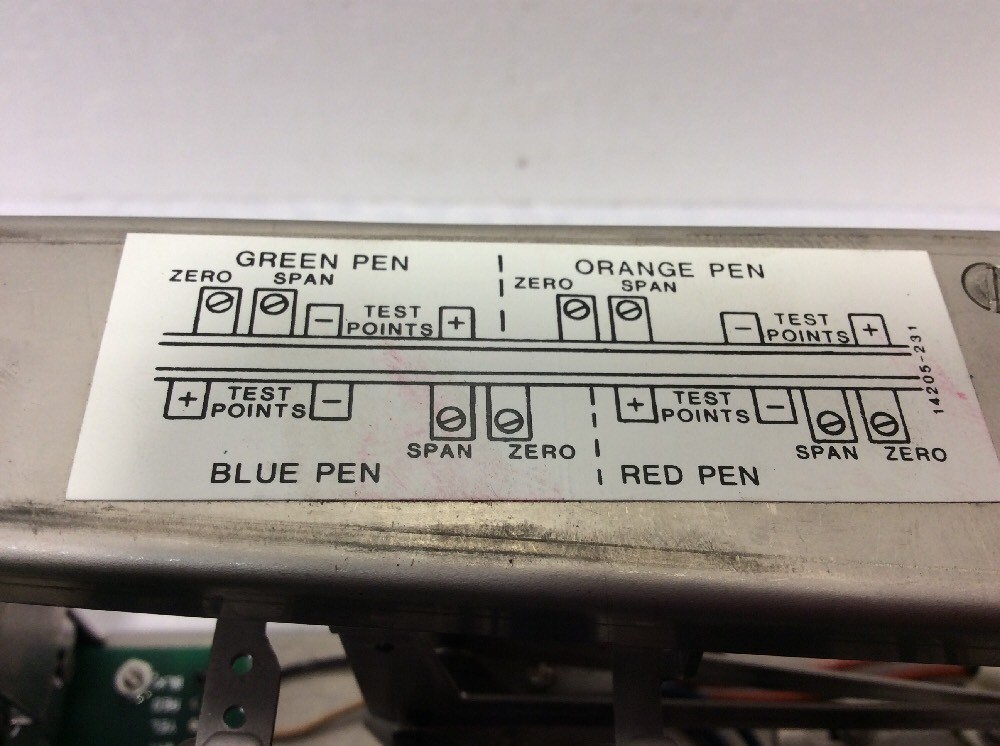 GREEN PEN
ORANGE PEN
ZERO SPAN
ZERO SPAN
− TEST POINTS +
− TEST POINTS +
14205-231
+ TEST POINTS −
+ TEST POINTS −
SPAN ZERO
SPAN ZERO
BLUE PEN
RED PEN